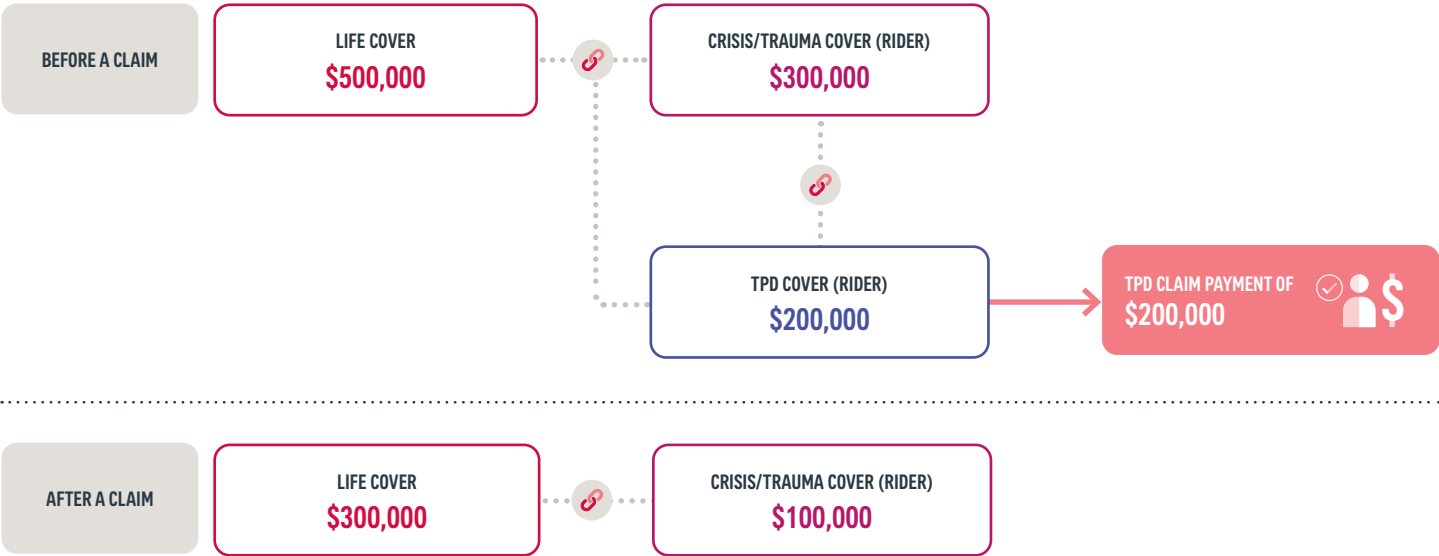 BEFORE A CLAIM
LIFE COVER
$500,000
CRISIS/TRAUMA COVER (RIDER)
$300,000
TPD COVER (RIDER)
$200,000
TPD CLAIM PAYMENT OF
$200,000
AFTER A CLAIM
LIFE COVER
$300,000
CRISIS/TRAUMA COVER (RIDER)
$100,000